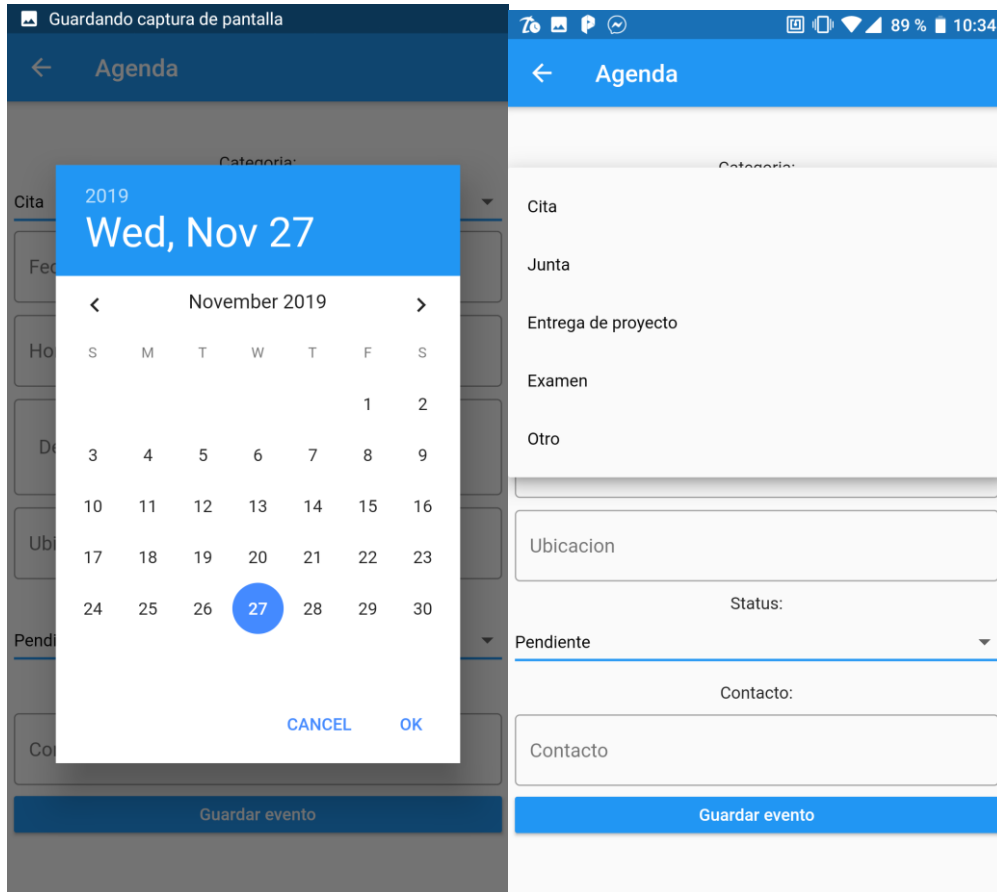 Guardando captura de pantalla
Agenda
Categoria:
Cita
2019
Wed, Nov 27
November 2019
S M T W T F S
1 2
3 4 5 6 7 8 9
10 11 12 13 14 15 16
17 18 19 20 21 22 23
24 25 26 27 28 29 30
CANCEL OK
Guardar evento
89 % 10:34
Agenda
Categoria:
Cita
Junta
Entrega de proyecto
Examen
Otro
Ubicacion
Status:
Pendiente
Contacto:
Contacto
Guardar evento